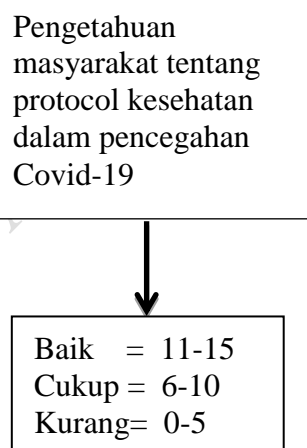 Pengetahuan
masyarakat tentang
protocol kesehatan
dalam pencegahan
Covid-19
Baik = 11-15
Cukup = 6-10
Kurang= 0-5